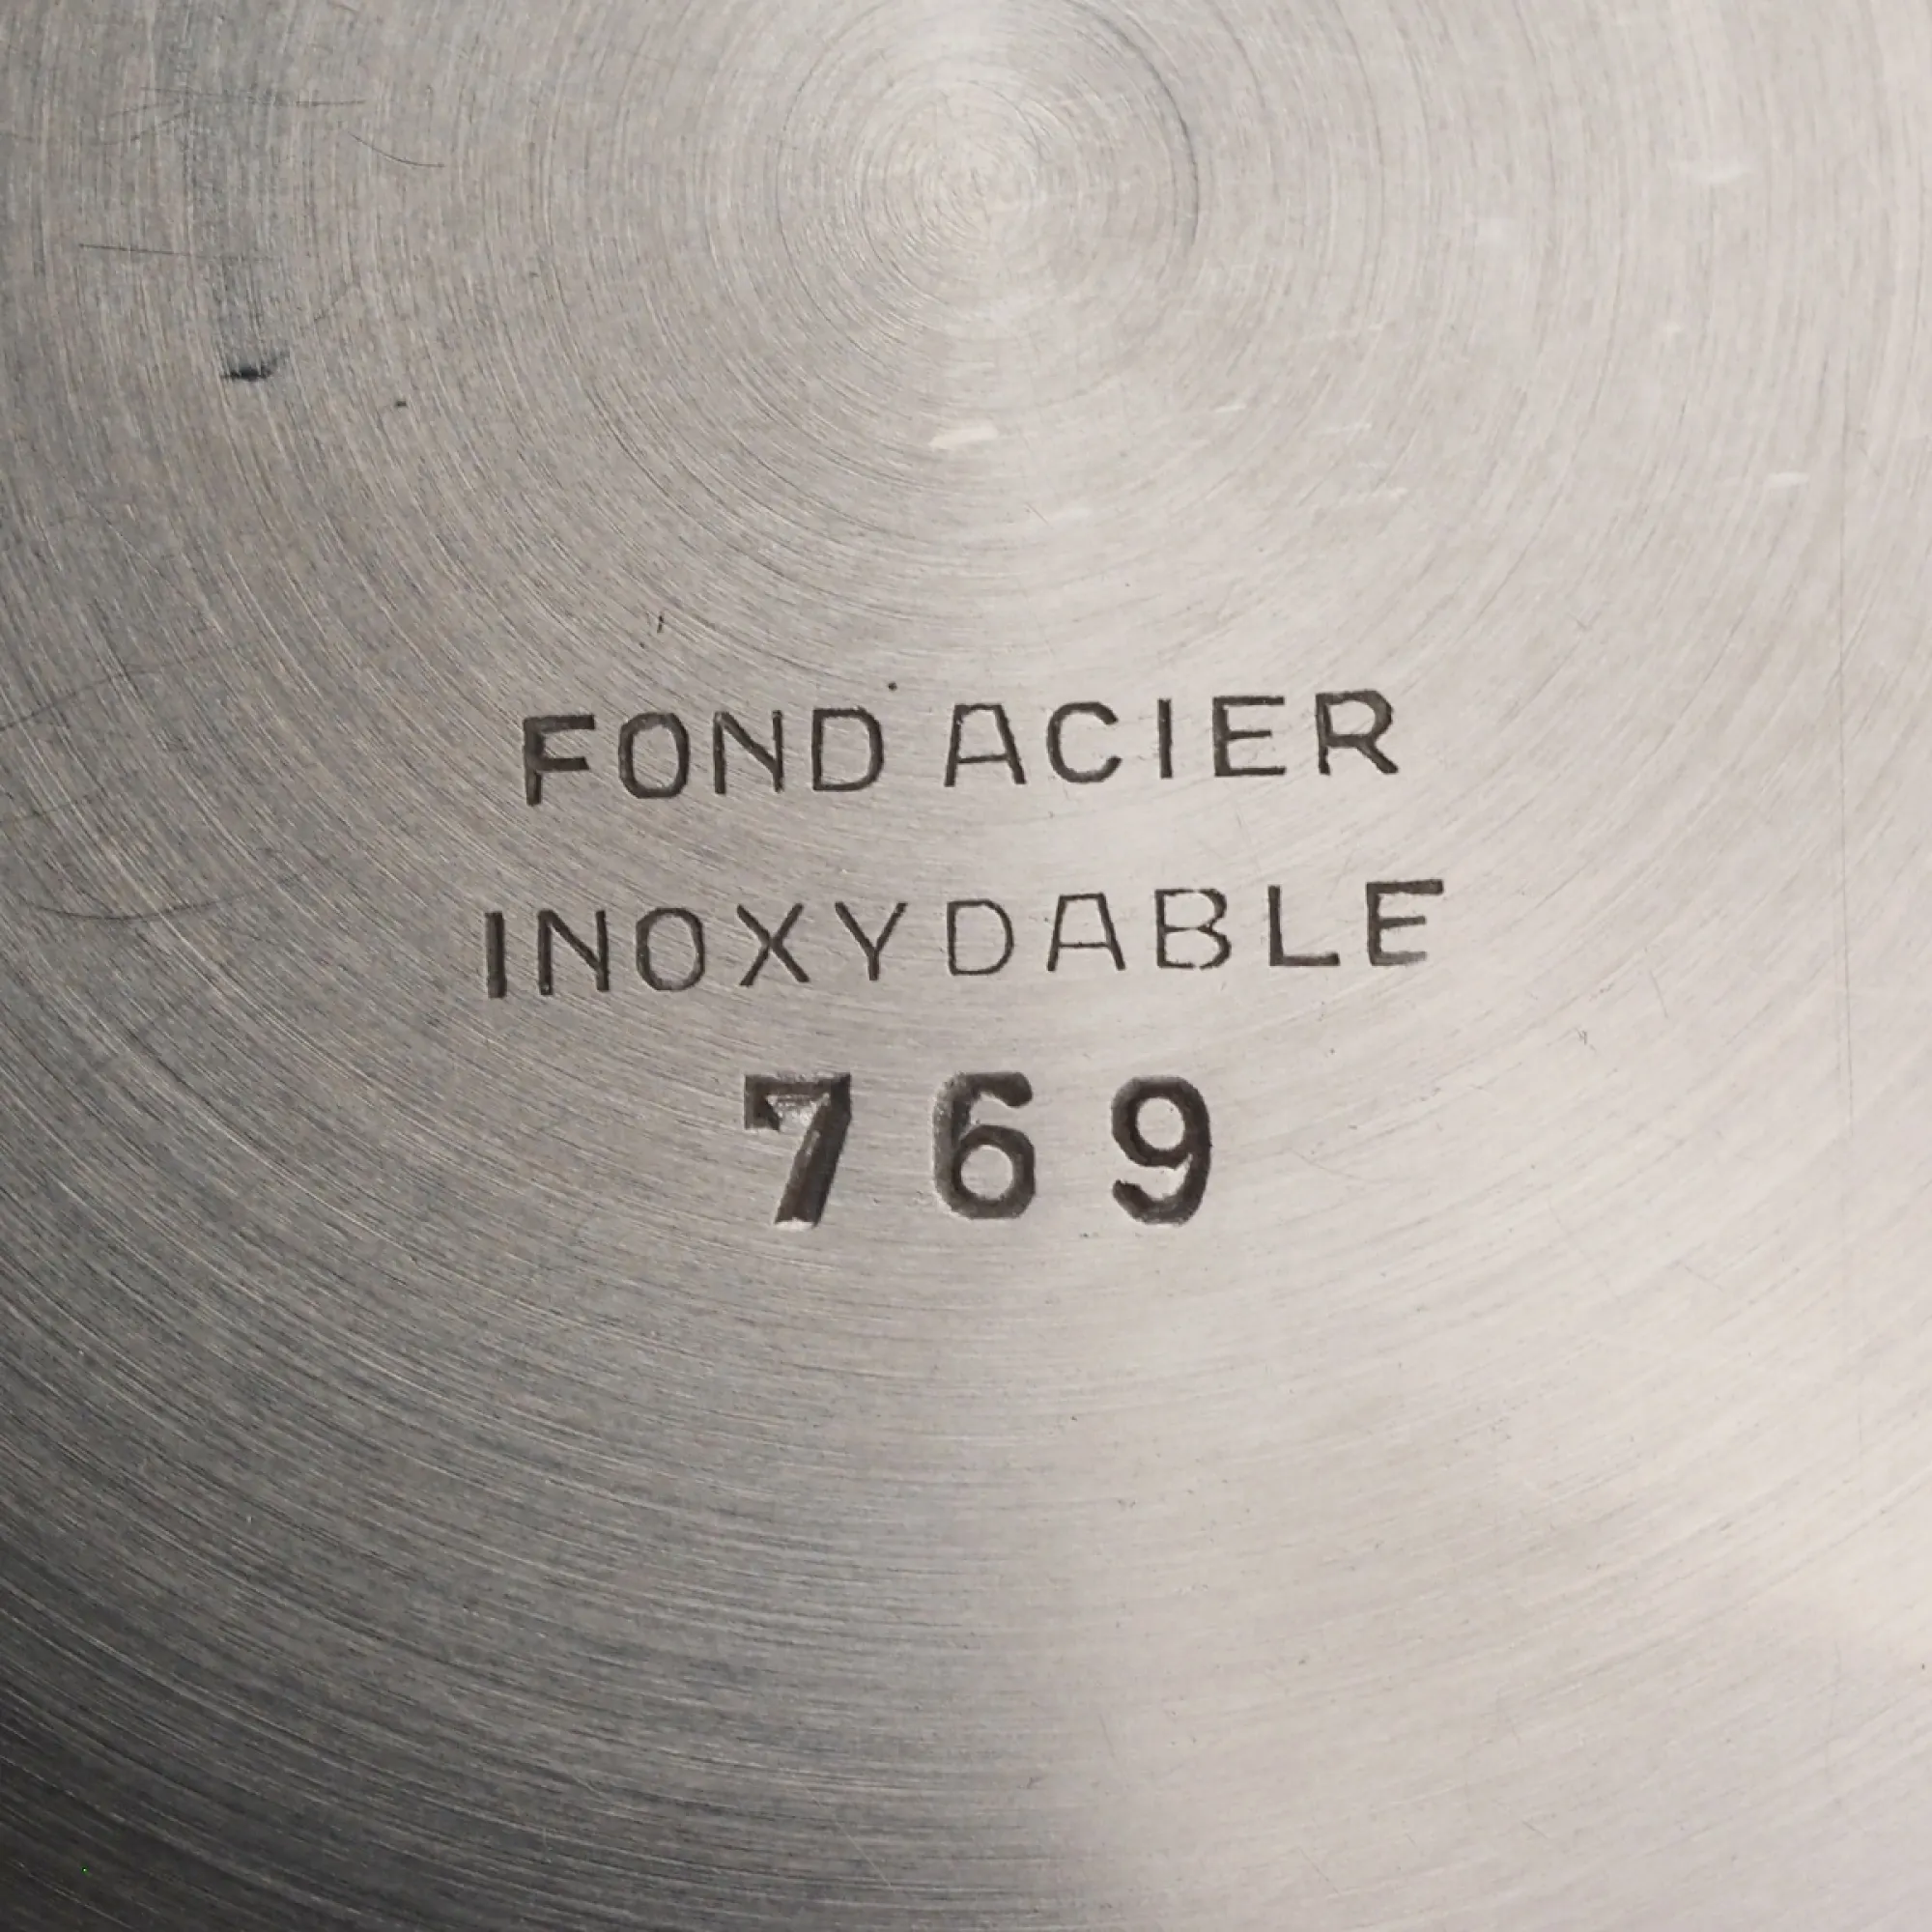 FOND ACIER
INOXYDABLE
769